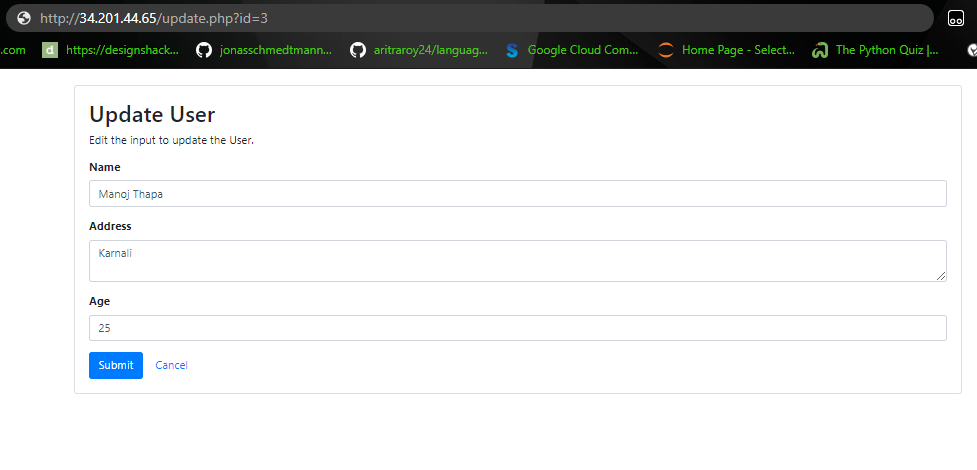 http://34.201.44.65/update.php?id=3
.com https://designshack... jonasschmedtmann... aritraroy24/languag... Google Cloud Com... Home Page - Select... The Python Quiz |...
Update User
Edit the input to update the User.
Name
Manoj Thapa
Address
Karnali
Age
25
Submit Cancel